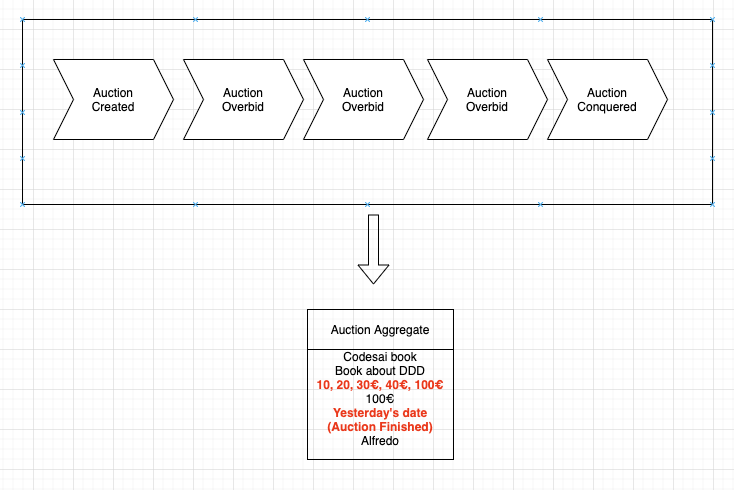 Auction
Created
Auction
Overbid
Auction
Overbid
Auction
Overbid
Auction
Conquered
Auction Aggregate
Codesai book
Book about DDD
10, 20, 30€, 40€, 100€
100€
Yesterday's date
(Auction Finished)
Alfredo